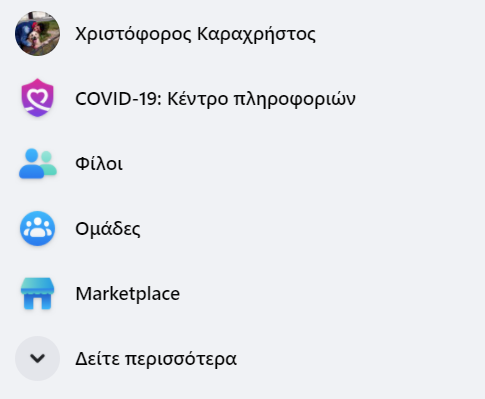 Χριστόφορος Καραχρήστος
COVID-19: Κέντρο πληροφοριών
Φίλοι
Ομάδες
Marketplace
Δείτε περισσότερα